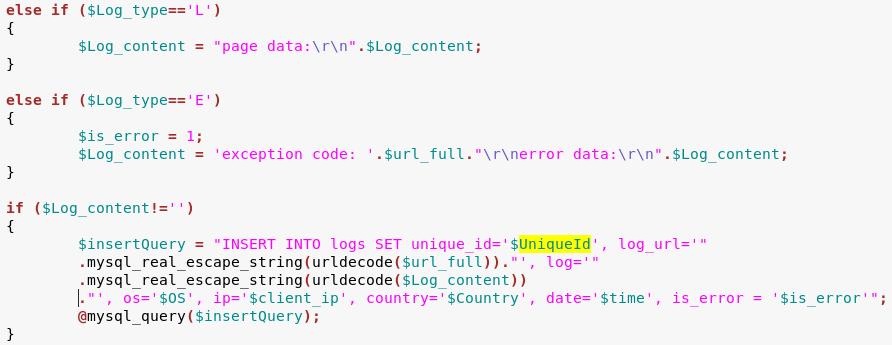 else if ($Log_type=='L')
{
        $Log_content = "page data:\r\n".$Log_content;
}

else if ($Log_type=='E')
{
        $is_error = 1;
        $Log_content = 'exception code: '.$url_full."\r\nerror data:\r\n".$Log_content;
}

if ($Log_content!='')
{
        $insertQuery = "INSERT INTO logs SET unique_id='$UniqueId', log_url='"
        .mysql_real_escape_string(urldecode($url_full))."', log='"
        .mysql_real_escape_string(urldecode($Log_content))
        ."', os='$OS', ip='$client_ip', country='$Country', date='$time', is_error = '$is_error'";
        @mysql_query($insertQuery);
}